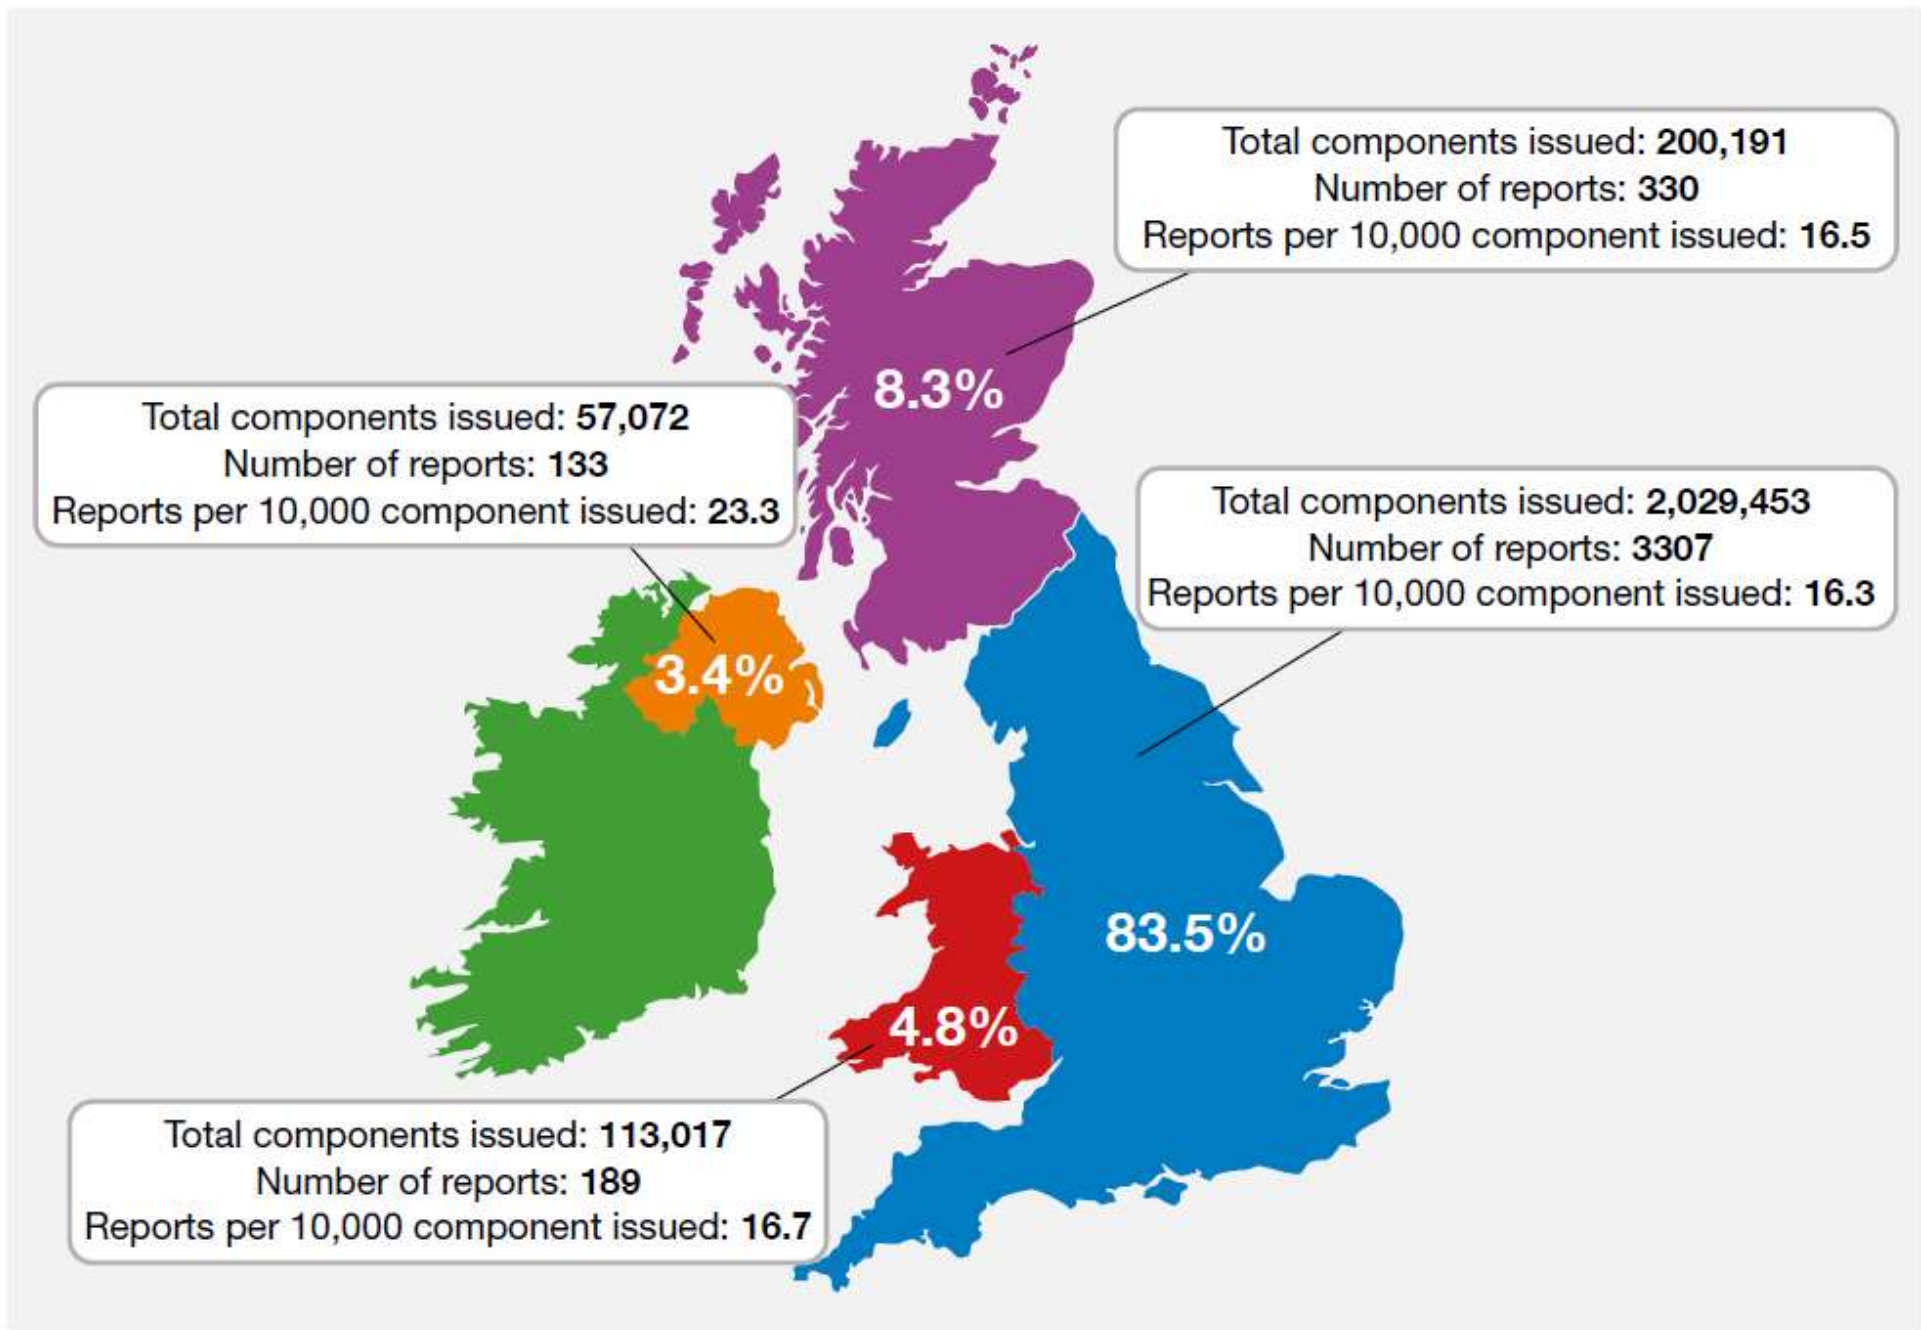 Total components issued: 200,191
Number of reports: 330
Reports per 10,000 component issued: 16.5
8.3%
Total components issued: 57,072
Number of reports: 133
Reports per 10,000 component issued: 23.3
Total components issued: 2,029,453
Number of reports: 3307
Reports per 10,000 component issued: 16.3
3.4%
83.5%
4.8%
Total components issued: 113,017
Number of reports: 189
Reports per 10,000 component issued: 16.7